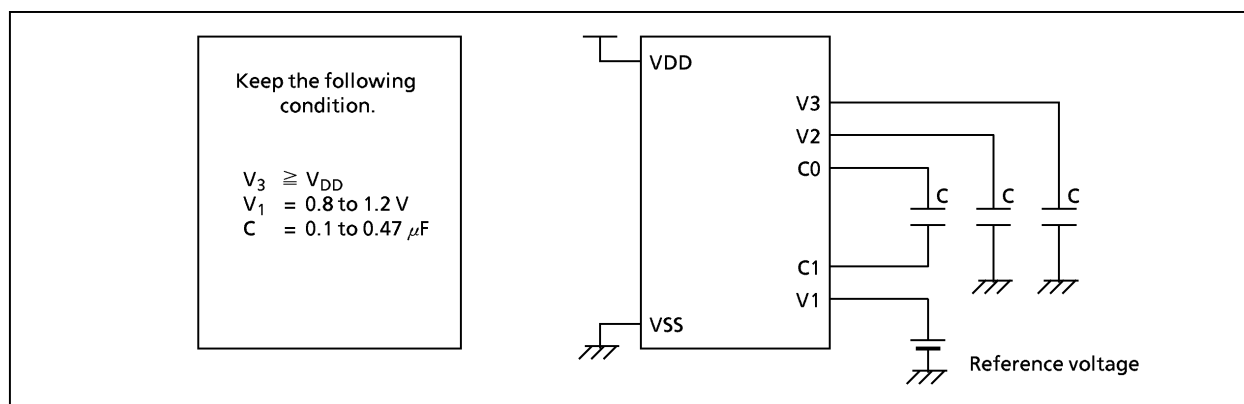 Keep the following
condition.
V3 ≧ VDD
V1 = 0.8 to 1.2 V
C = 0.1 to 0.47 μF
VDD
V3
V2
C0
C C C
C1
V1
VSS
Reference voltage